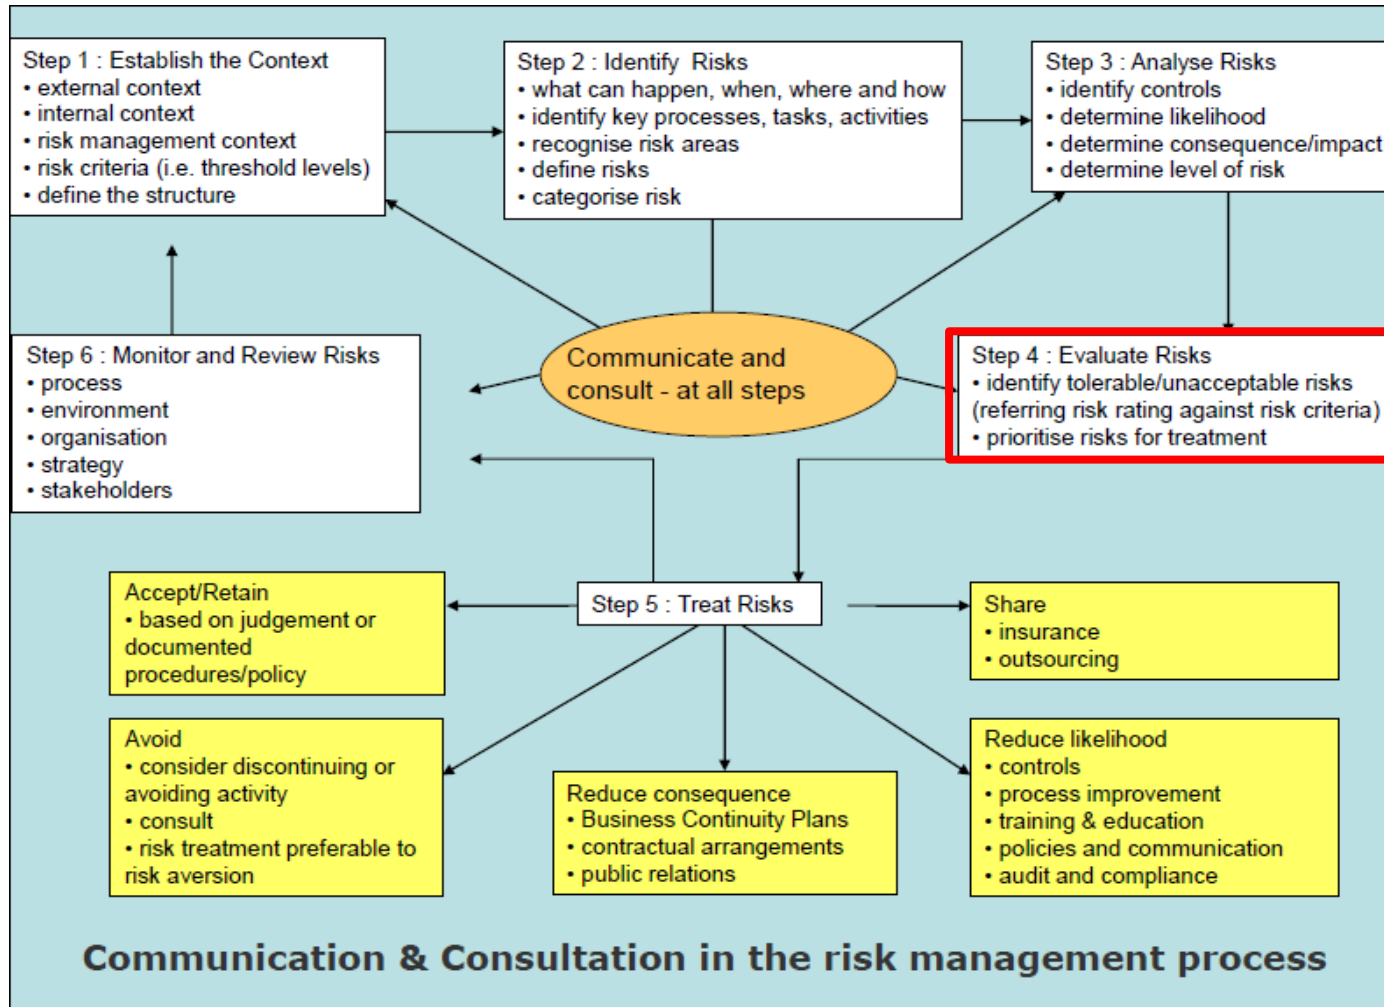 Step 1 : Establish the Context
• external context
• internal context
• risk management context
• risk criteria (i.e. threshold levels)
• define the structure
Step 2 : Identify Risks
• what can happen, when, where and how
• identify key processes, tasks, activities
• recognise risk areas
• define risks
• categorise risk
Step 3 : Analyse Risks
• identify controls
• determine likelihood
• determine consequence/impact
• determine level of risk
Communicate and
consult - at all steps
Step 4 : Evaluate Risks
• identify tolerable/unacceptable risks
(referring risk rating against risk criteria)
• prioritise risks for treatment
Step 6 : Monitor and Review Risks
• process
• environment
• organisation
• strategy
• stakeholders
Step 5 : Treat Risks
Accept/Retain
• based on judgement or
documented
procedures/policy
Share
• insurance
• outsourcing
Avoid
• consider discontinuing or
avoiding activity
• consult
• risk treatment preferable to
risk aversion
Reduce consequence
• Business Continuity Plans
• contractual arrangements
• public relations
Reduce likelihood
• controls
• process improvement
• training & education
• policies and communication
• audit and compliance
Communication & Consultation in the risk management process